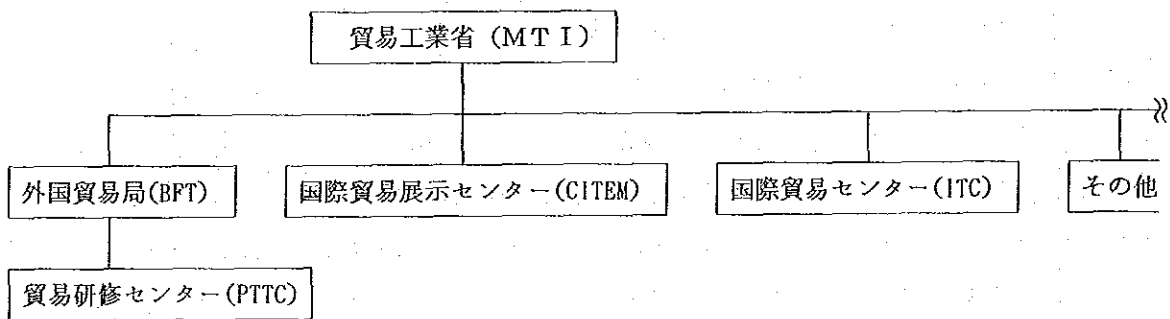 貿易工業省(MTI)
外国貿易局(BFT)
国際貿易展示センター(CITEM)
国際貿易センター(ITC)
その他
貿易研修センター(PTTC)